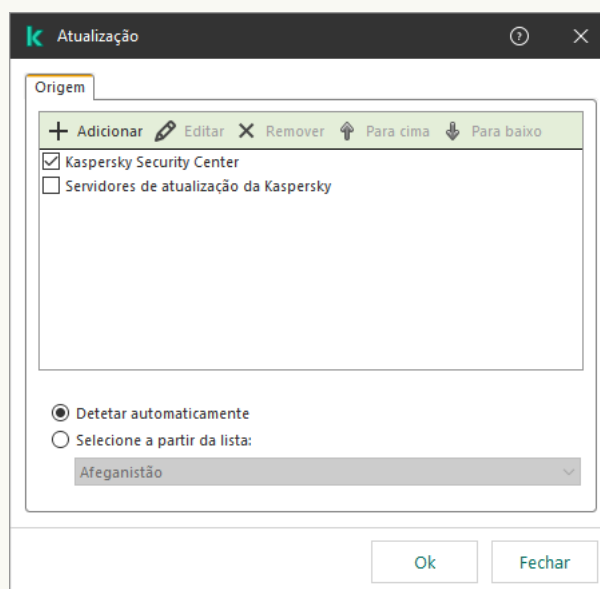 Atualização
Origem
Adicionar Editar Remover Para cima Para baixo
Kaspersky Security Center
Servidores de atualização da Kaspersky
Detetar automaticamente
Selecione a partir da lista:
Afeganistão
Ok Fechar